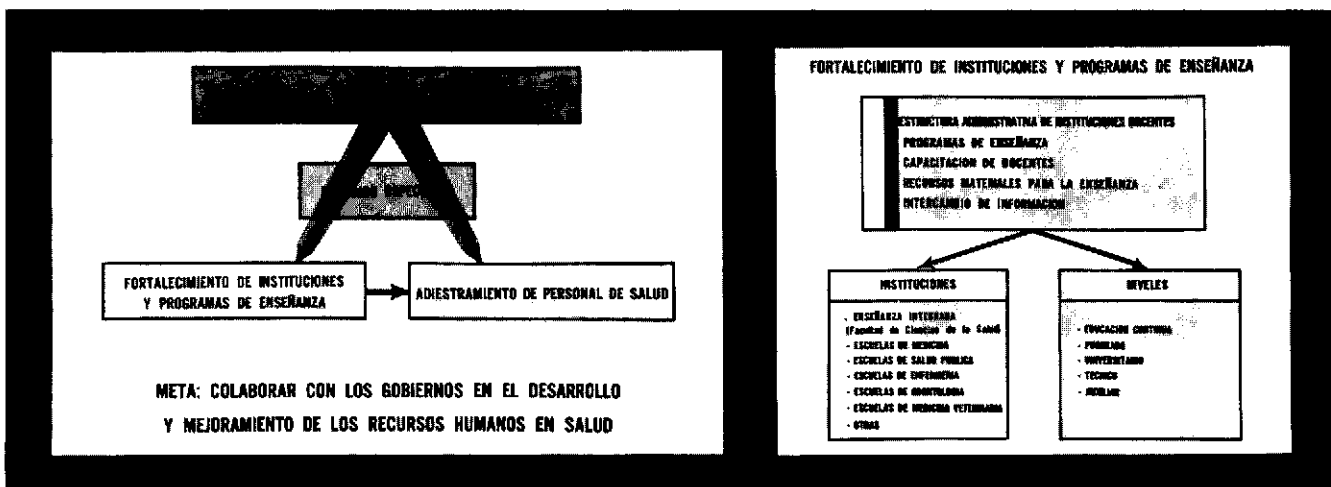 FORTALECIMIENTO DE INSTITUCIONES
Y PROGRAMAS DE ENSEÑANZA
ADIESTRAMIENTO DE PERSONAL DE SALUD
META: COLABORAR CON LOS GOBIERNOS EN EL DESARROLLO
Y MEJORAMIENTO DE LOS RECURSOS HUMANOS EN SALUD
FORTALECIMIENTO DE INSTITUCIONES Y PROGRAMAS DE ENSEÑANZA
ESTRUCTURA ADMINISTRATIVA DE INSTITUCIONES DOCENTES
PROGRAMAS DE ENSEÑANZA
CAPACITACION DE DOCENTES
RECURSOS MATERIALES PARA LA ENSEÑANZA
INTERCAMBIO DE INFORMACION
INSTITUCIONES
- ENSEÑANZA INTEGRADA
(Facultad de Ciencias de la Salud)
- ESCUELAS DE MEDICINA
- ESCUELAS DE SALUD PUBLICA
- ESCUELAS DE ENFERMERIA
- ESCUELAS DE ODONTOLOGIA
- ESCUELAS DE MEDICINA VETERINARIA
- OTRAS
NIVELES
- EDUCACION CONTINUA
- POSGRADO
- UNIVERSITARIO
- TECNICO
- AUXILIAR